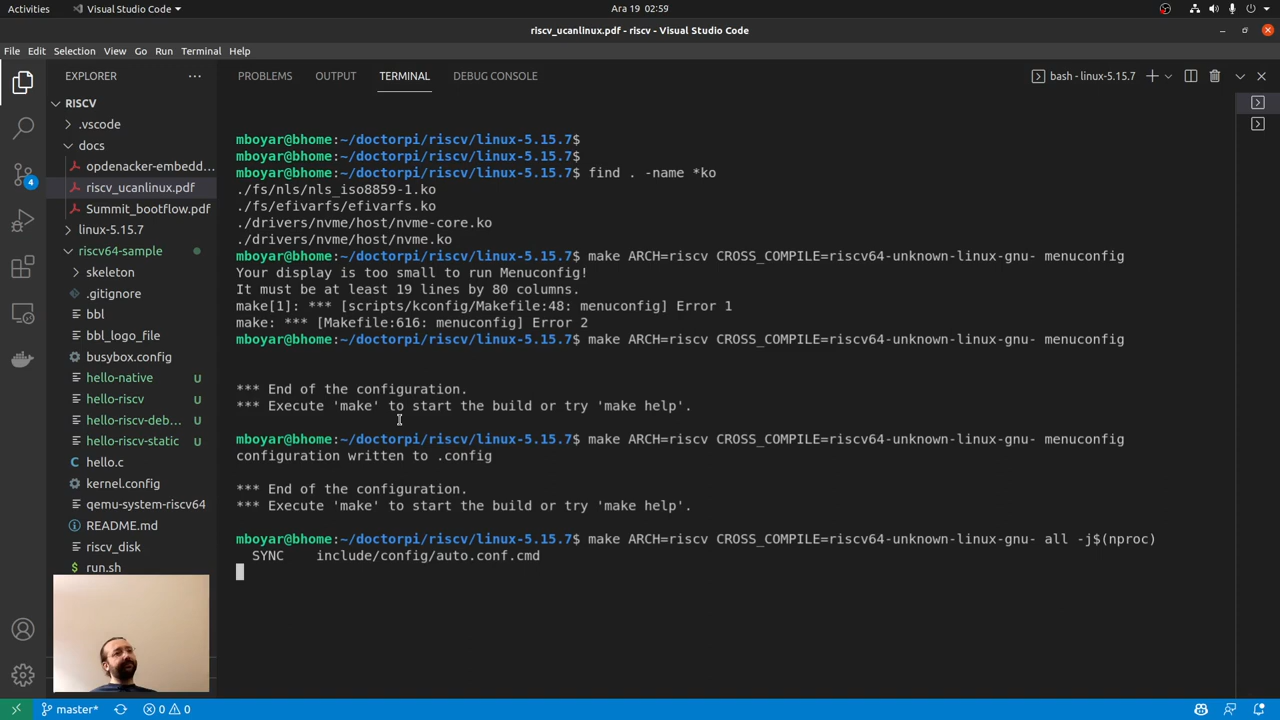 Activities
Visual Studio Code
Ara 19 02:59
riscv_ucanlinux.pdf - riscv - Visual Studio Code
File Edit Selection View Go Run Terminal Help
EXPLORER ···
RISCV
.vscode
docs
opdenacker-embedd...
riscv_ucanlinux.pdf
Summit_bootflow.pdf
linux-5.15.7
riscv64-sample
skeleton
.gitignore
bbl
bbl_logo_file
busybox.config
hello-native U
hello-riscv U
hello-riscv-deb... U
hello-riscv-static U
hello.c
kernel.config
qemu-system-riscv64
README.md
riscv_disk
run.sh
4
PROBLEMS OUTPUT TERMINAL DEBUG CONSOLE
bash - linux-5.15.7
mboyar@bhome:~/doctorpi/riscv/linux-5.15.7$
mboyar@bhome:~/doctorpi/riscv/linux-5.15.7$
mboyar@bhome:~/doctorpi/riscv/linux-5.15.7$ find . -name *ko
./fs/nls/nls_iso8859-1.ko
./fs/efivarfs/efivarfs.ko
./drivers/nvme/host/nvme-core.ko
./drivers/nvme/host/nvme.ko
mboyar@bhome:~/doctorpi/riscv/linux-5.15.7$ make ARCH=riscv CROSS_COMPILE=riscv64-unknown-linux-gnu- menuconfig
Your display is too small to run Menuconfig!
It must be at least 19 lines by 80 columns.
make[1]: *** [scripts/kconfig/Makefile:48: menuconfig] Error 1
make: *** [Makefile:616: menuconfig] Error 2
mboyar@bhome:~/doctorpi/riscv/linux-5.15.7$ make ARCH=riscv CROSS_COMPILE=riscv64-unknown-linux-gnu- menuconfig
*** End of the configuration.
*** Execute 'make' to start the build or try 'make help'.
mboyar@bhome:~/doctorpi/riscv/linux-5.15.7$ make ARCH=riscv CROSS_COMPILE=riscv64-unknown-linux-gnu- menuconfig
configuration written to .config
*** End of the configuration.
*** Execute 'make' to start the build or try 'make help'.
mboyar@bhome:~/doctorpi/riscv/linux-5.15.7$ make ARCH=riscv CROSS_COMPILE=riscv64-unknown-linux-gnu- all -j$(nproc)
SYNC include/config/auto.conf.cmd
master* 0 0